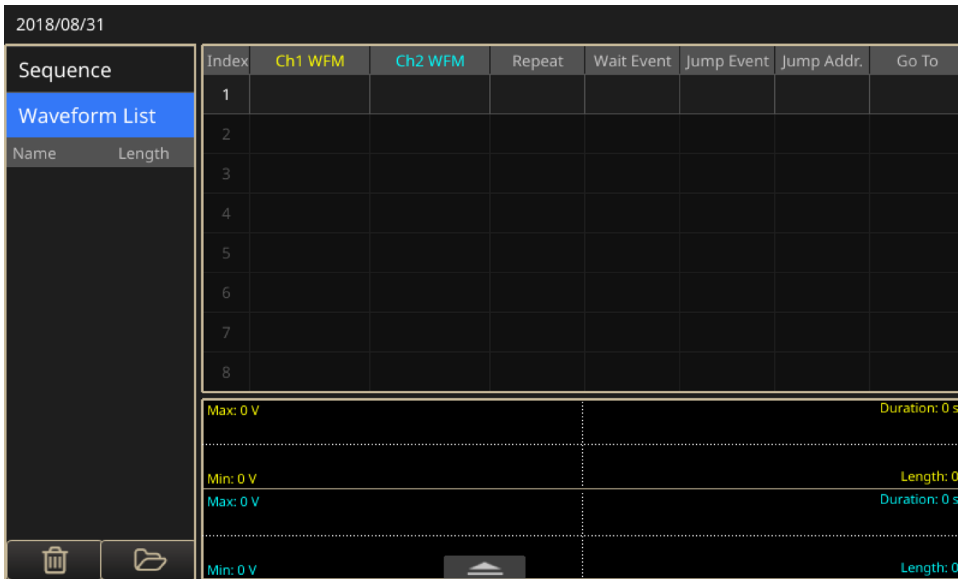 2018/08/31
Sequence
Waveform List
Name Length
Index Ch1 WFM Ch2 WFM Repeat Wait Event Jump Event Jump Addr. Go To
1
2
3
4
5
6
7
8
Max: 0 V Duration: 0 s
Min: 0 V Length: 0
Max: 0 V Duration: 0 s
Min: 0 V Length: 0